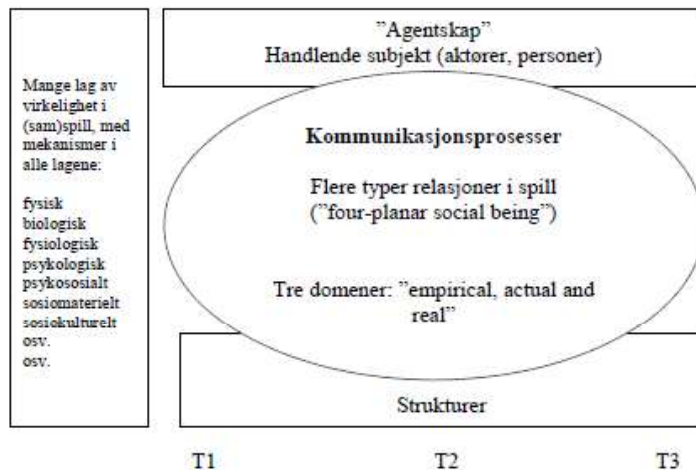 Mange lag av
virkelighet i
(sam)spill, med
mekanismer i
alle lagene:
fysisk
biologisk
fysiologisk
psykologisk
psykososialt
sosiomaterielt
sosiokulturelt
osv.
osv.
”Agentskap”
Handlende subjekt (aktører, personer)
Kommunikasjonsprosesser
Flere typer relasjoner i spill
(”four-planar social being”)
Tre domener: ”empirical, actual and
real”
Strukturer
T1 T2 T3